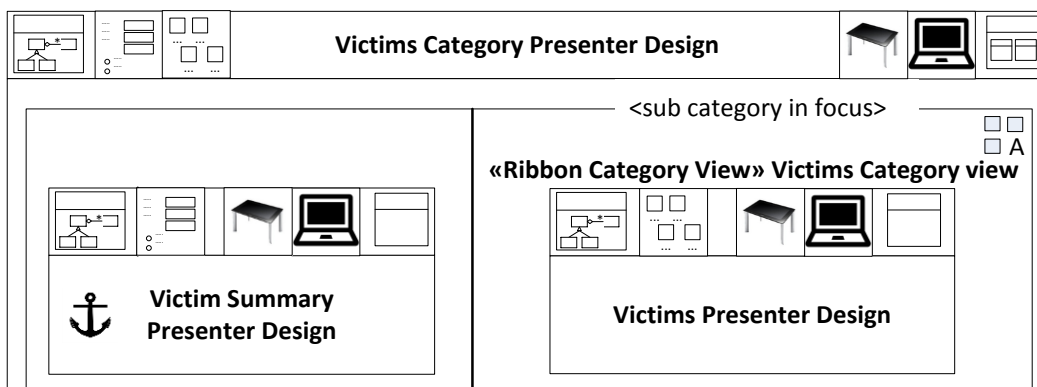 Victims Category Presenter Design
<sub category in focus>
A
«Ribbon Category View» Victims Category view
Victim Summary
Presenter Design
Victims Presenter Design